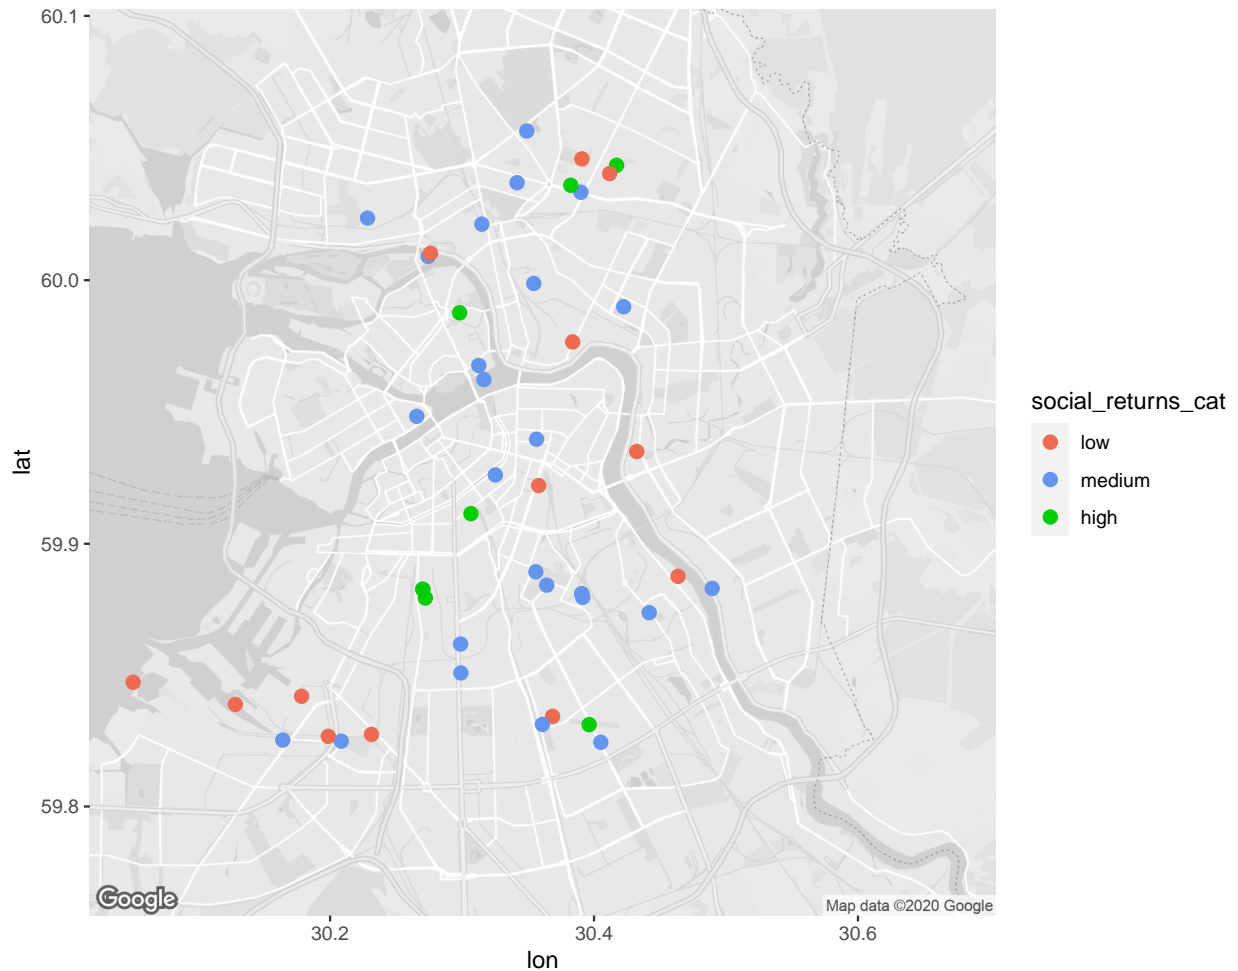 60.1
60.0
59.9
59.8
lat
30.2
30.4
30.6
lon
social_returns_cat
low
medium
high
Google
Map data ©2020 Google